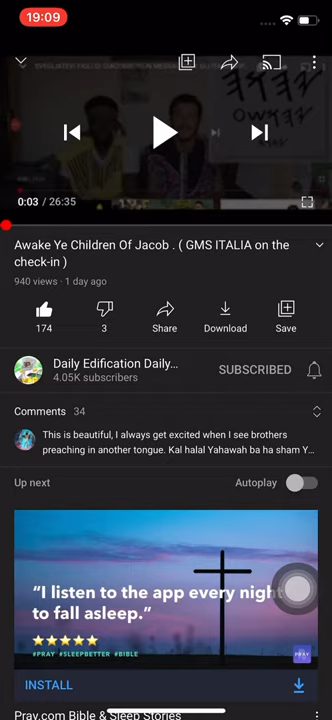 19:09
0:03 / 26:35
Awake Ye Children Of Jacob . ( GMS ITALIA on the
check-in )
940 views · 1 day ago
174
3
Share
Download
Save
Daily Edification Daily...
4.05K subscribers
SUBSCRIBED
Comments 34
This is beautiful, I always get excited when I see brothers
preaching in another tongue. Kal halal Yahawah ba ha sham Y...
Up next
Autoplay
“I listen to the app every night
to fall asleep.”
#PRAY #SLEEPBETTER #BIBLE
PRAY
INSTALL
Pray.com Bible & Sleep Stories